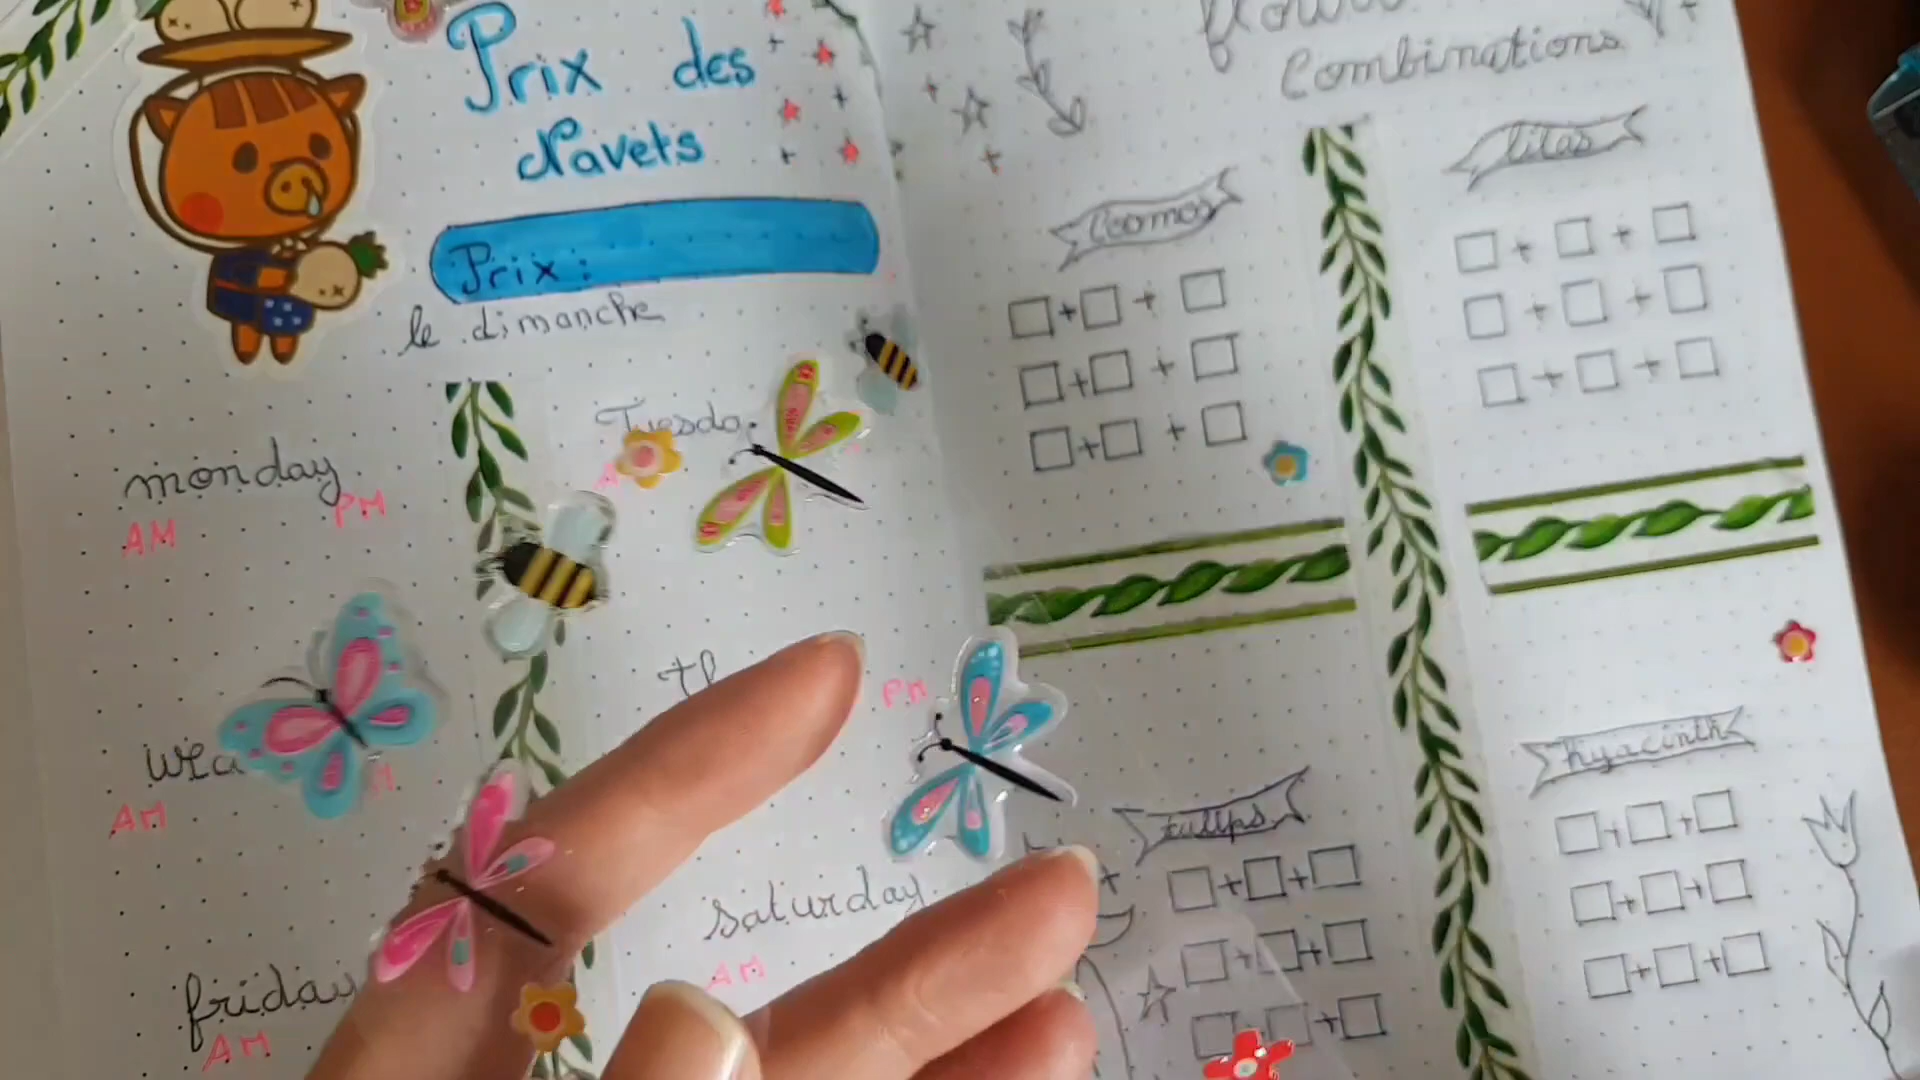 Prix des
Navets
Prix :
le dimanche
monday
AM PM
Tuesda
PM
AM
saturday
AM
friday
AM
Combinations
Cosmos
lilas
tulips
hyacinth